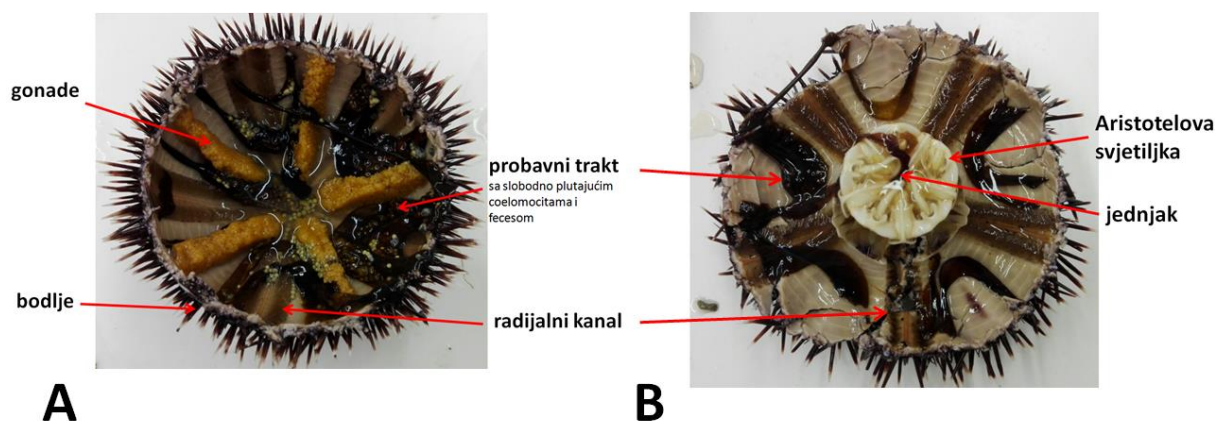 gonade
probavni trakt
sa slobodno plutajućim
coelomocitama i
fecesom
bodlje
radijalni kanal
Aristotelova
svjetiljka
jednjak
A
B